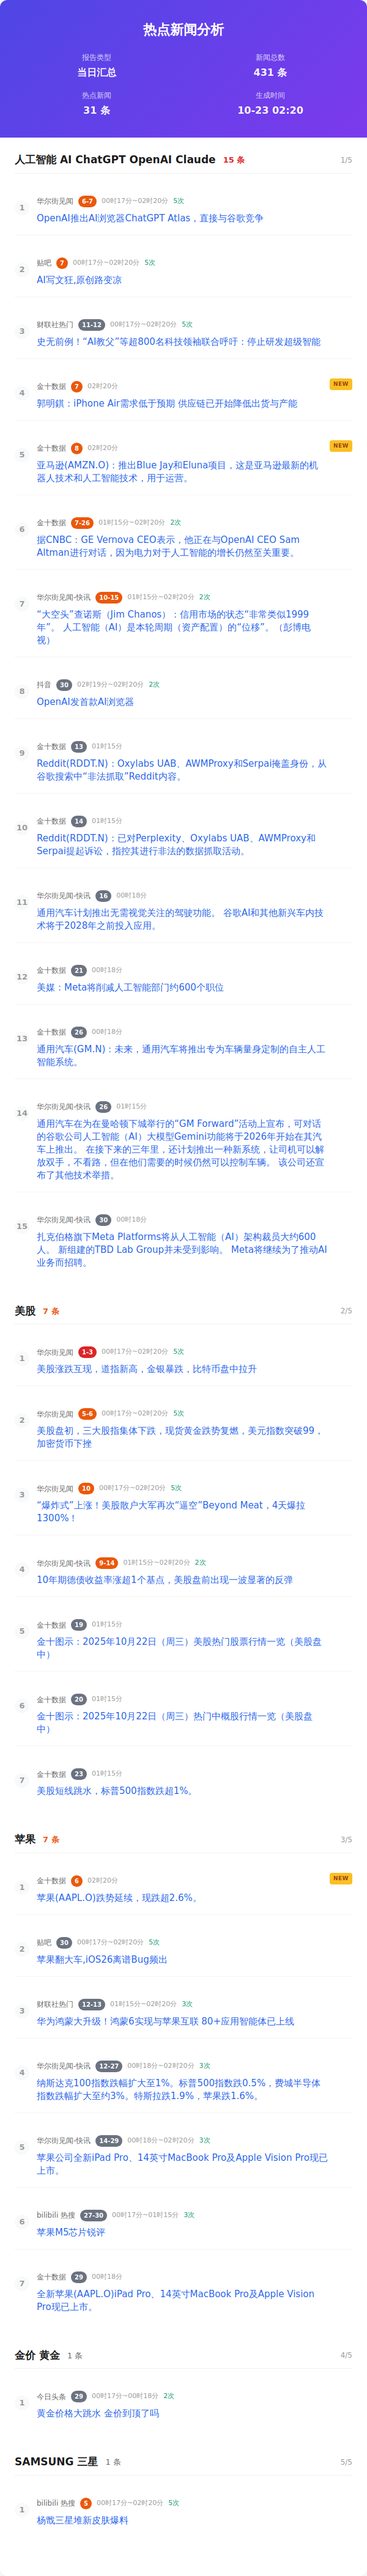 热点新闻分析
报告类型
新闻总数
当日汇总
431 条
热点新闻
生成时间
31 条
10-23 02:20
人工智能 AI ChatGPT OpenAI Claude 15 条 1/5
1
华尔街见闻 6-7 00时17分~02时20分 5次
OpenAI推出AI浏览器ChatGPT Atlas，直接与谷歌竞争
2
贴吧 7 00时17分~02时20分 5次
AI写文狂,原创路变凉
3
财联社热门 11-12 00时17分~02时20分 5次
史无前例！“AI教父”等超800名科技领袖联合呼吁：停止研发超级智能
4
金十数据 7 02时20分
NEW
郭明錤：iPhone Air需求低于预期 供应链已开始降低出货与产能
5
金十数据 8 02时20分
NEW
亚马逊(AMZN.O)：推出Blue Jay和Eluna项目，这是亚马逊最新的机
器人技术和人工智能技术，用于运营。
6
金十数据 7-26 01时15分~02时20分 2次
据CNBC：GE Vernova CEO表示，他正在与OpenAI CEO Sam
Altman进行对话，因为电力对于人工智能的增长仍然至关重要。
7
华尔街见闻-快讯 10-15 01时15分~02时20分 2次
“大空头”查诺斯（Jim Chanos）：信用市场的状态“非常类似1999
年”。 人工智能（AI）是本轮周期（资产配置）的“位移”。（彭博电
视）
8
抖音 30 02时19分~02时20分 2次
OpenAI发首款AI浏览器
9
金十数据 13 01时15分
Reddit(RDDT.N)：Oxylabs UAB、AWMProxy和Serpai掩盖身份，从
谷歌搜索中“非法抓取”Reddit内容。
10
金十数据 14 01时15分
Reddit(RDDT.N)：已对Perplexity、Oxylabs UAB、AWMProxy和
Serpai提起诉讼，指控其进行非法的数据抓取活动。
11
华尔街见闻-快讯 16 00时18分
通用汽车计划推出无需视觉关注的驾驶功能。 谷歌AI和其他新兴车内技
术将于2028年之前投入应用。
12
金十数据 21 00时18分
美媒：Meta将削减人工智能部门约600个职位
13
金十数据 26 00时18分
通用汽车(GM.N)：未来，通用汽车将推出专为车辆量身定制的自主人工
智能系统。
14
华尔街见闻-快讯 26 01时15分
通用汽车在为在曼哈顿下城举行的“GM Forward”活动上宣布，可对话
的谷歌公司人工智能（AI）大模型Gemini功能将于2026年开始在其汽
车上推出。 在接下来的三年里，还计划推出一种新系统，让司机可以解
放双手，不看路，但在他们需要的时候仍然可以控制车辆。 该公司还宣
布了其他技术举措。
15
华尔街见闻-快讯 30 00时18分
扎克伯格旗下Meta Platforms将从人工智能（AI）架构裁员大约600
人。 新组建的TBD Lab Group并未受到影响。 Meta将继续为了推动AI
业务而招聘。
美股 7 条 2/5
1
华尔街见闻 1-3 00时17分~02时20分 5次
美股涨跌互现，道指新高，金银暴跌，比特币盘中拉升
2
华尔街见闻 5-6 00时17分~02时20分 5次
美股盘初，三大股指集体下跌，现货黄金跌势复燃，美元指数突破99，
加密货币下挫
3
华尔街见闻 10 00时17分~02时20分 5次
“爆炸式”上涨！美股散户大军再次“逼空”Beyond Meat，4天爆拉
1300%！
4
华尔街见闻-快讯 9-14 01时15分~02时20分 2次
10年期德债收益率涨超1个基点，美股盘前出现一波显著的反弹
5
金十数据 19 01时15分
金十图示：2025年10月22日（周三）美股热门股票行情一览（美股盘
中）
6
金十数据 20 01时15分
金十图示：2025年10月22日（周三）热门中概股行情一览（美股盘
中）
7
金十数据 23 01时15分
美股短线跳水，标普500指数跌超1%。
苹果 7 条 3/5
1
金十数据 6 02时20分
NEW
苹果(AAPL.O)跌势延续，现跌超2.6%。
2
贴吧 30 00时17分~02时20分 5次
苹果翻大车,iOS26离谱Bug频出
3
财联社热门 12-13 01时15分~02时20分 3次
华为鸿蒙大升级！鸿蒙6实现与苹果互联 80+应用智能体已上线
4
华尔街见闻-快讯 12-27 00时18分~02时20分 3次
纳斯达克100指数跌幅扩大至1%。标普500指数跌0.5%，费城半导体
指数跌幅扩大至约3%。特斯拉跌1.9%，苹果跌1.6%。
5
华尔街见闻-快讯 14-29 00时18分~02时20分 3次
苹果公司全新iPad Pro、14英寸MacBook Pro及Apple Vision Pro现已
上市。
6
bilibili 热搜 27-30 00时17分~01时15分 3次
苹果M5芯片锐评
7
金十数据 29 00时18分
全新苹果(AAPL.O)iPad Pro、14英寸MacBook Pro及Apple Vision
Pro现已上市。
金价 黄金 1 条 4/5
1
今日头条 29 00时17分~00时18分 2次
黄金价格大跳水 金价到顶了吗
SAMSUNG 三星 1 条 5/5
1
bilibili 热搜 5 00时17分~02时20分 5次
杨戬三星堆新皮肤爆料